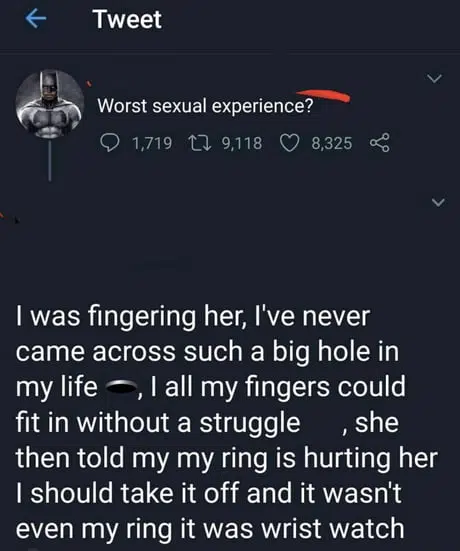 Tweet
Worst sexual experience?
1,719 9,118 8,325
I was fingering her, I've never
came across such a big hole in
my life 🕳️, I all my fingers could
fit in without a struggle , she
then told my my ring is hurting her
I should take it off and it wasn't
even my ring it was wrist watch